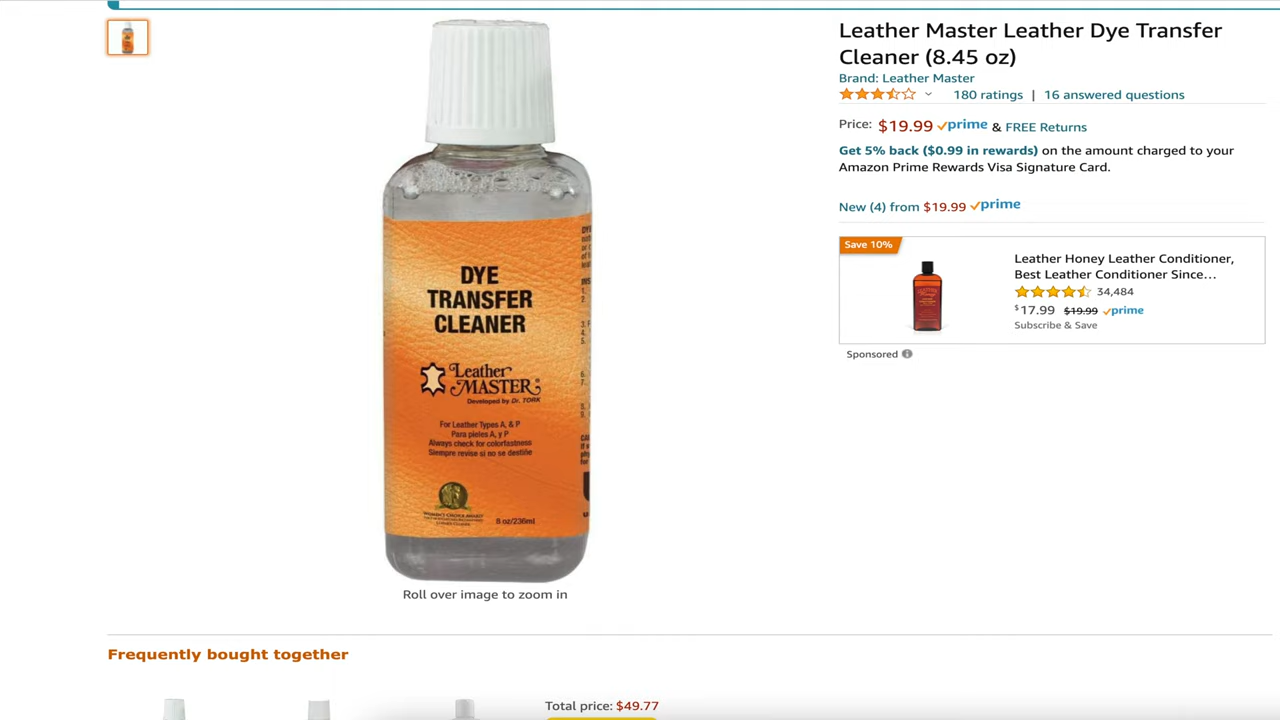 Leather Master Leather Dye Transfer
Cleaner (8.45 oz)
Brand: Leather Master
180 ratings | 16 answered questions
Price: $19.99 prime & FREE Returns
Get 5% back ($0.99 in rewards) on the amount charged to your
Amazon Prime Rewards Visa Signature Card.
New (4) from $19.99 prime
Save 10%
Leather Honey Leather Conditioner,
Best Leather Conditioner Since…
34,484
$17.99 $19.99 prime
Subscribe & Save
Sponsored
DYE
TRANSFER
CLEANER
Leather
MASTER
Developed by Dr. TORK
For Leather Types A, & P
Para pieles A, y P
Always check for colorfastness
Siempre revise si no se destiñe
8 oz/236ml
Roll over image to zoom in
Frequently bought together
Total price: $49.77